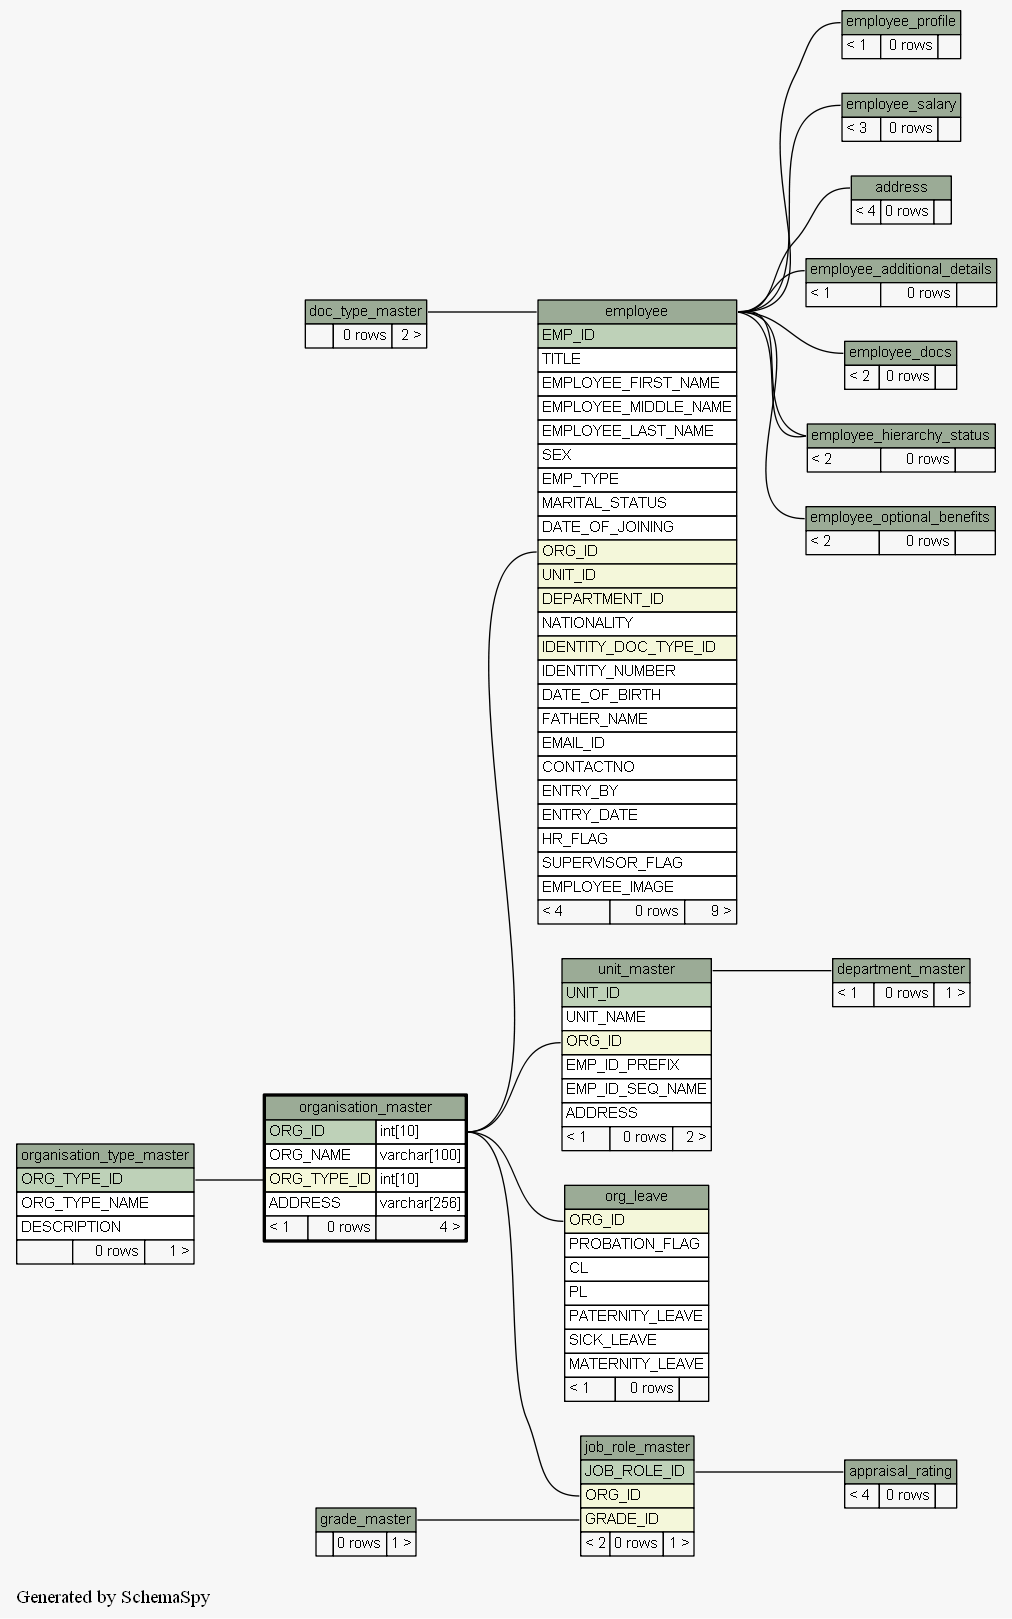 employee_profile
< 1 0 rows
employee_salary
< 3 0 rows
address
< 4 0 rows
employee_additional_details
< 1 0 rows
doc_type_master
0 rows 2 >
employee
EMP_ID
TITLE
EMPLOYEE_FIRST_NAME
EMPLOYEE_MIDDLE_NAME
EMPLOYEE_LAST_NAME
SEX
EMP_TYPE
MARITAL_STATUS
DATE_OF_JOINING
ORG_ID
UNIT_ID
DEPARTMENT_ID
NATIONALITY
IDENTITY_DOC_TYPE_ID
IDENTITY_NUMBER
DATE_OF_BIRTH
FATHER_NAME
EMAIL_ID
CONTACTNO
ENTRY_BY
ENTRY_DATE
HR_FLAG
SUPERVISOR_FLAG
EMPLOYEE_IMAGE
< 4 0 rows 9 >
employee_docs
< 2 0 rows
employee_hierarchy_status
< 2 0 rows
employee_optional_benefits
< 2 0 rows
unit_master
UNIT_ID
UNIT_NAME
ORG_ID
EMP_ID_PREFIX
EMP_ID_SEQ_NAME
ADDRESS
< 1 0 rows 2 >
department_master
< 1 0 rows 1 >
organisation_master
ORG_ID int[10]
ORG_NAME varchar[100]
ORG_TYPE_ID int[10]
ADDRESS varchar[256]
< 1 0 rows 4 >
organisation_type_master
ORG_TYPE_ID
ORG_TYPE_NAME
DESCRIPTION
0 rows 1 >
org_leave
ORG_ID
PROBATION_FLAG
CL
PL
PATERNITY_LEAVE
SICK_LEAVE
MATERNITY_LEAVE
< 1 0 rows
job_role_master
JOB_ROLE_ID
ORG_ID
GRADE_ID
< 2 0 rows 1 >
appraisal_rating
< 4 0 rows
grade_master
0 rows 1 >
Generated by SchemaSpy